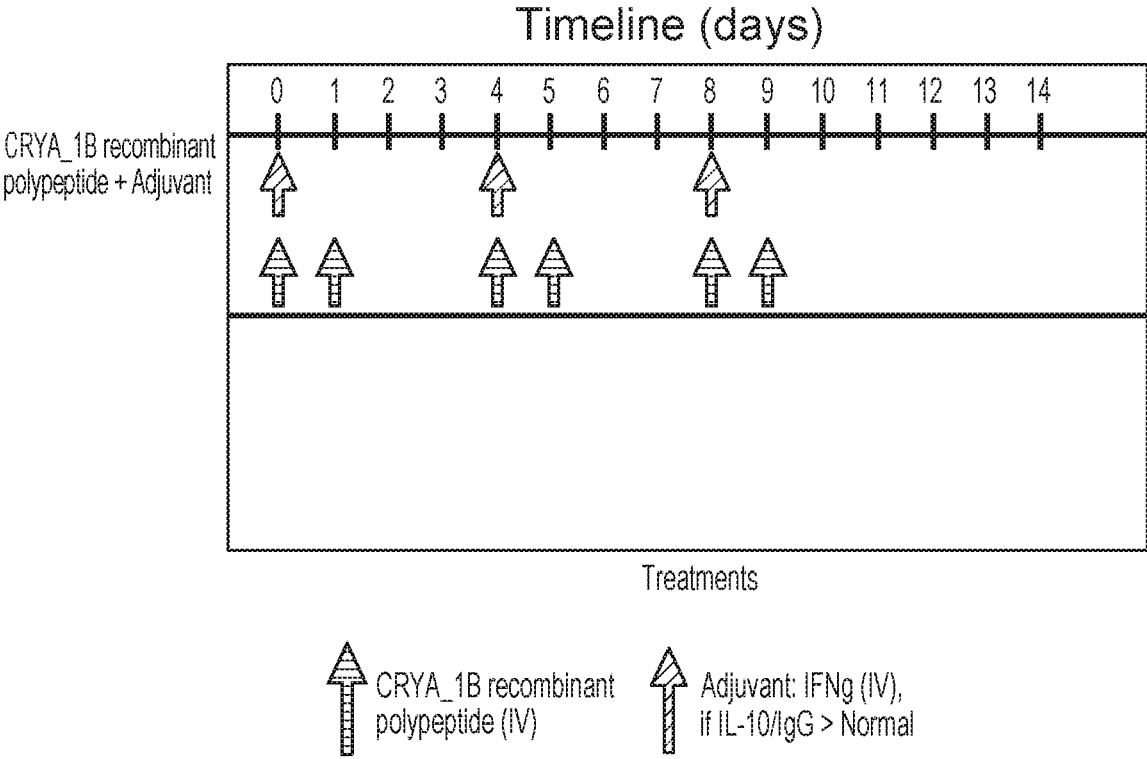 Timeline (days)
0 1 2 3 4 5 6 7 8 9 10 11 12 13 14
CRYA_1B recombinant
polypeptide + Adjuvant
Treatments
CRYA_1B recombinant
polypeptide (IV)
Adjuvant: IFNg (IV),
if IL-10/IgG > Normal